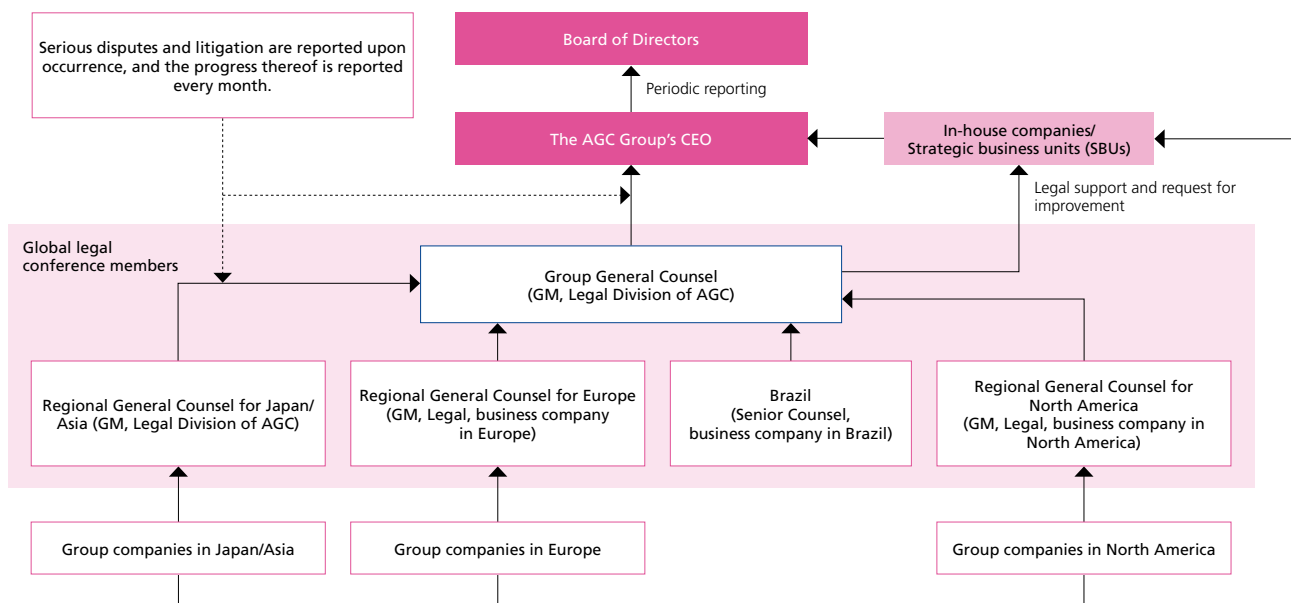 Serious disputes and litigation are reported upon
occurrence, and the progress thereof is reported
every month.
Board of Directors
Periodic reporting
The AGC Group's CEO
In-house companies/
Strategic business units (SBUs)
Legal support and request for
improvement
Global legal
conference members
Group General Counsel
(GM, Legal Division of AGC)
Regional General Counsel for Japan/
Asia (GM, Legal Division of AGC)
Regional General Counsel for Europe
(GM, Legal, business company
in Europe)
Brazil
(Senior Counsel,
business company in Brazil)
Regional General Counsel for
North America
(GM, Legal, business company in
North America)
Group companies in Japan/Asia
Group companies in Europe
Group companies in North America